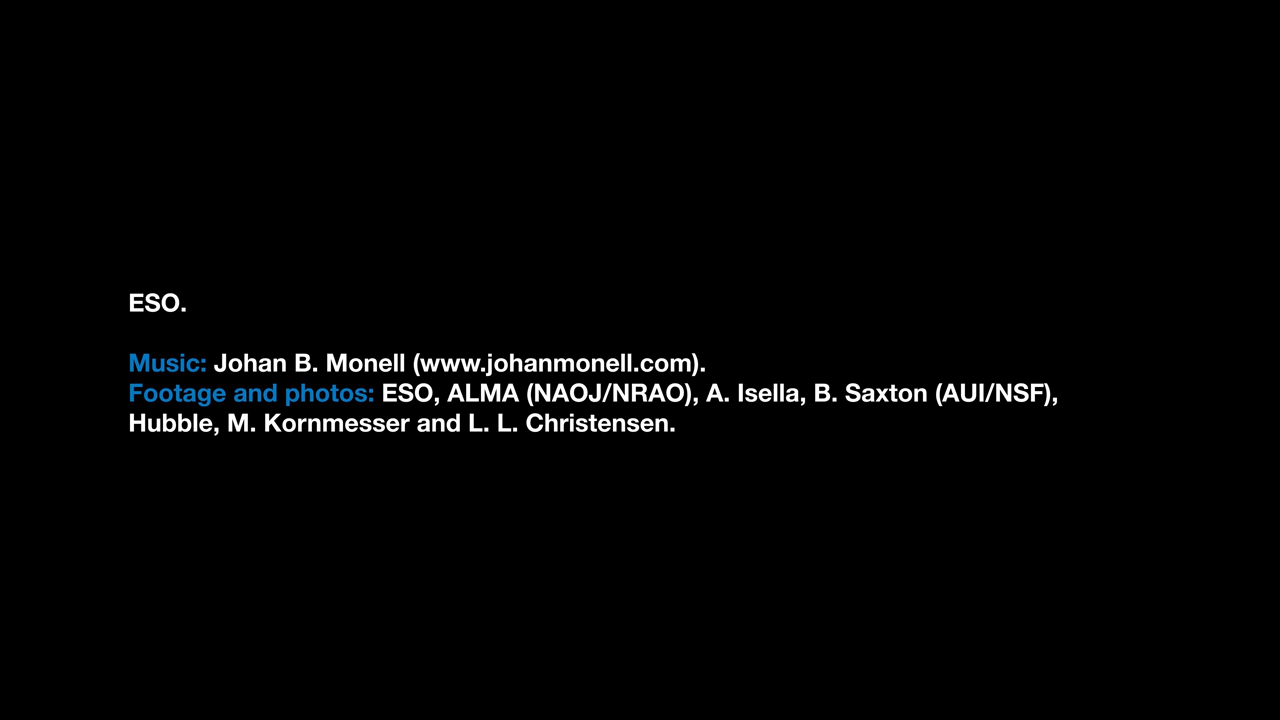 ESO.
Music: Johan B. Monell (www.johanmonell.com).
Footage and photos: ESO, ALMA (NAOJ/NRAO), A. Isella, B. Saxton (AUI/NSF),
Hubble, M. Kornmesser and L. L. Christensen.